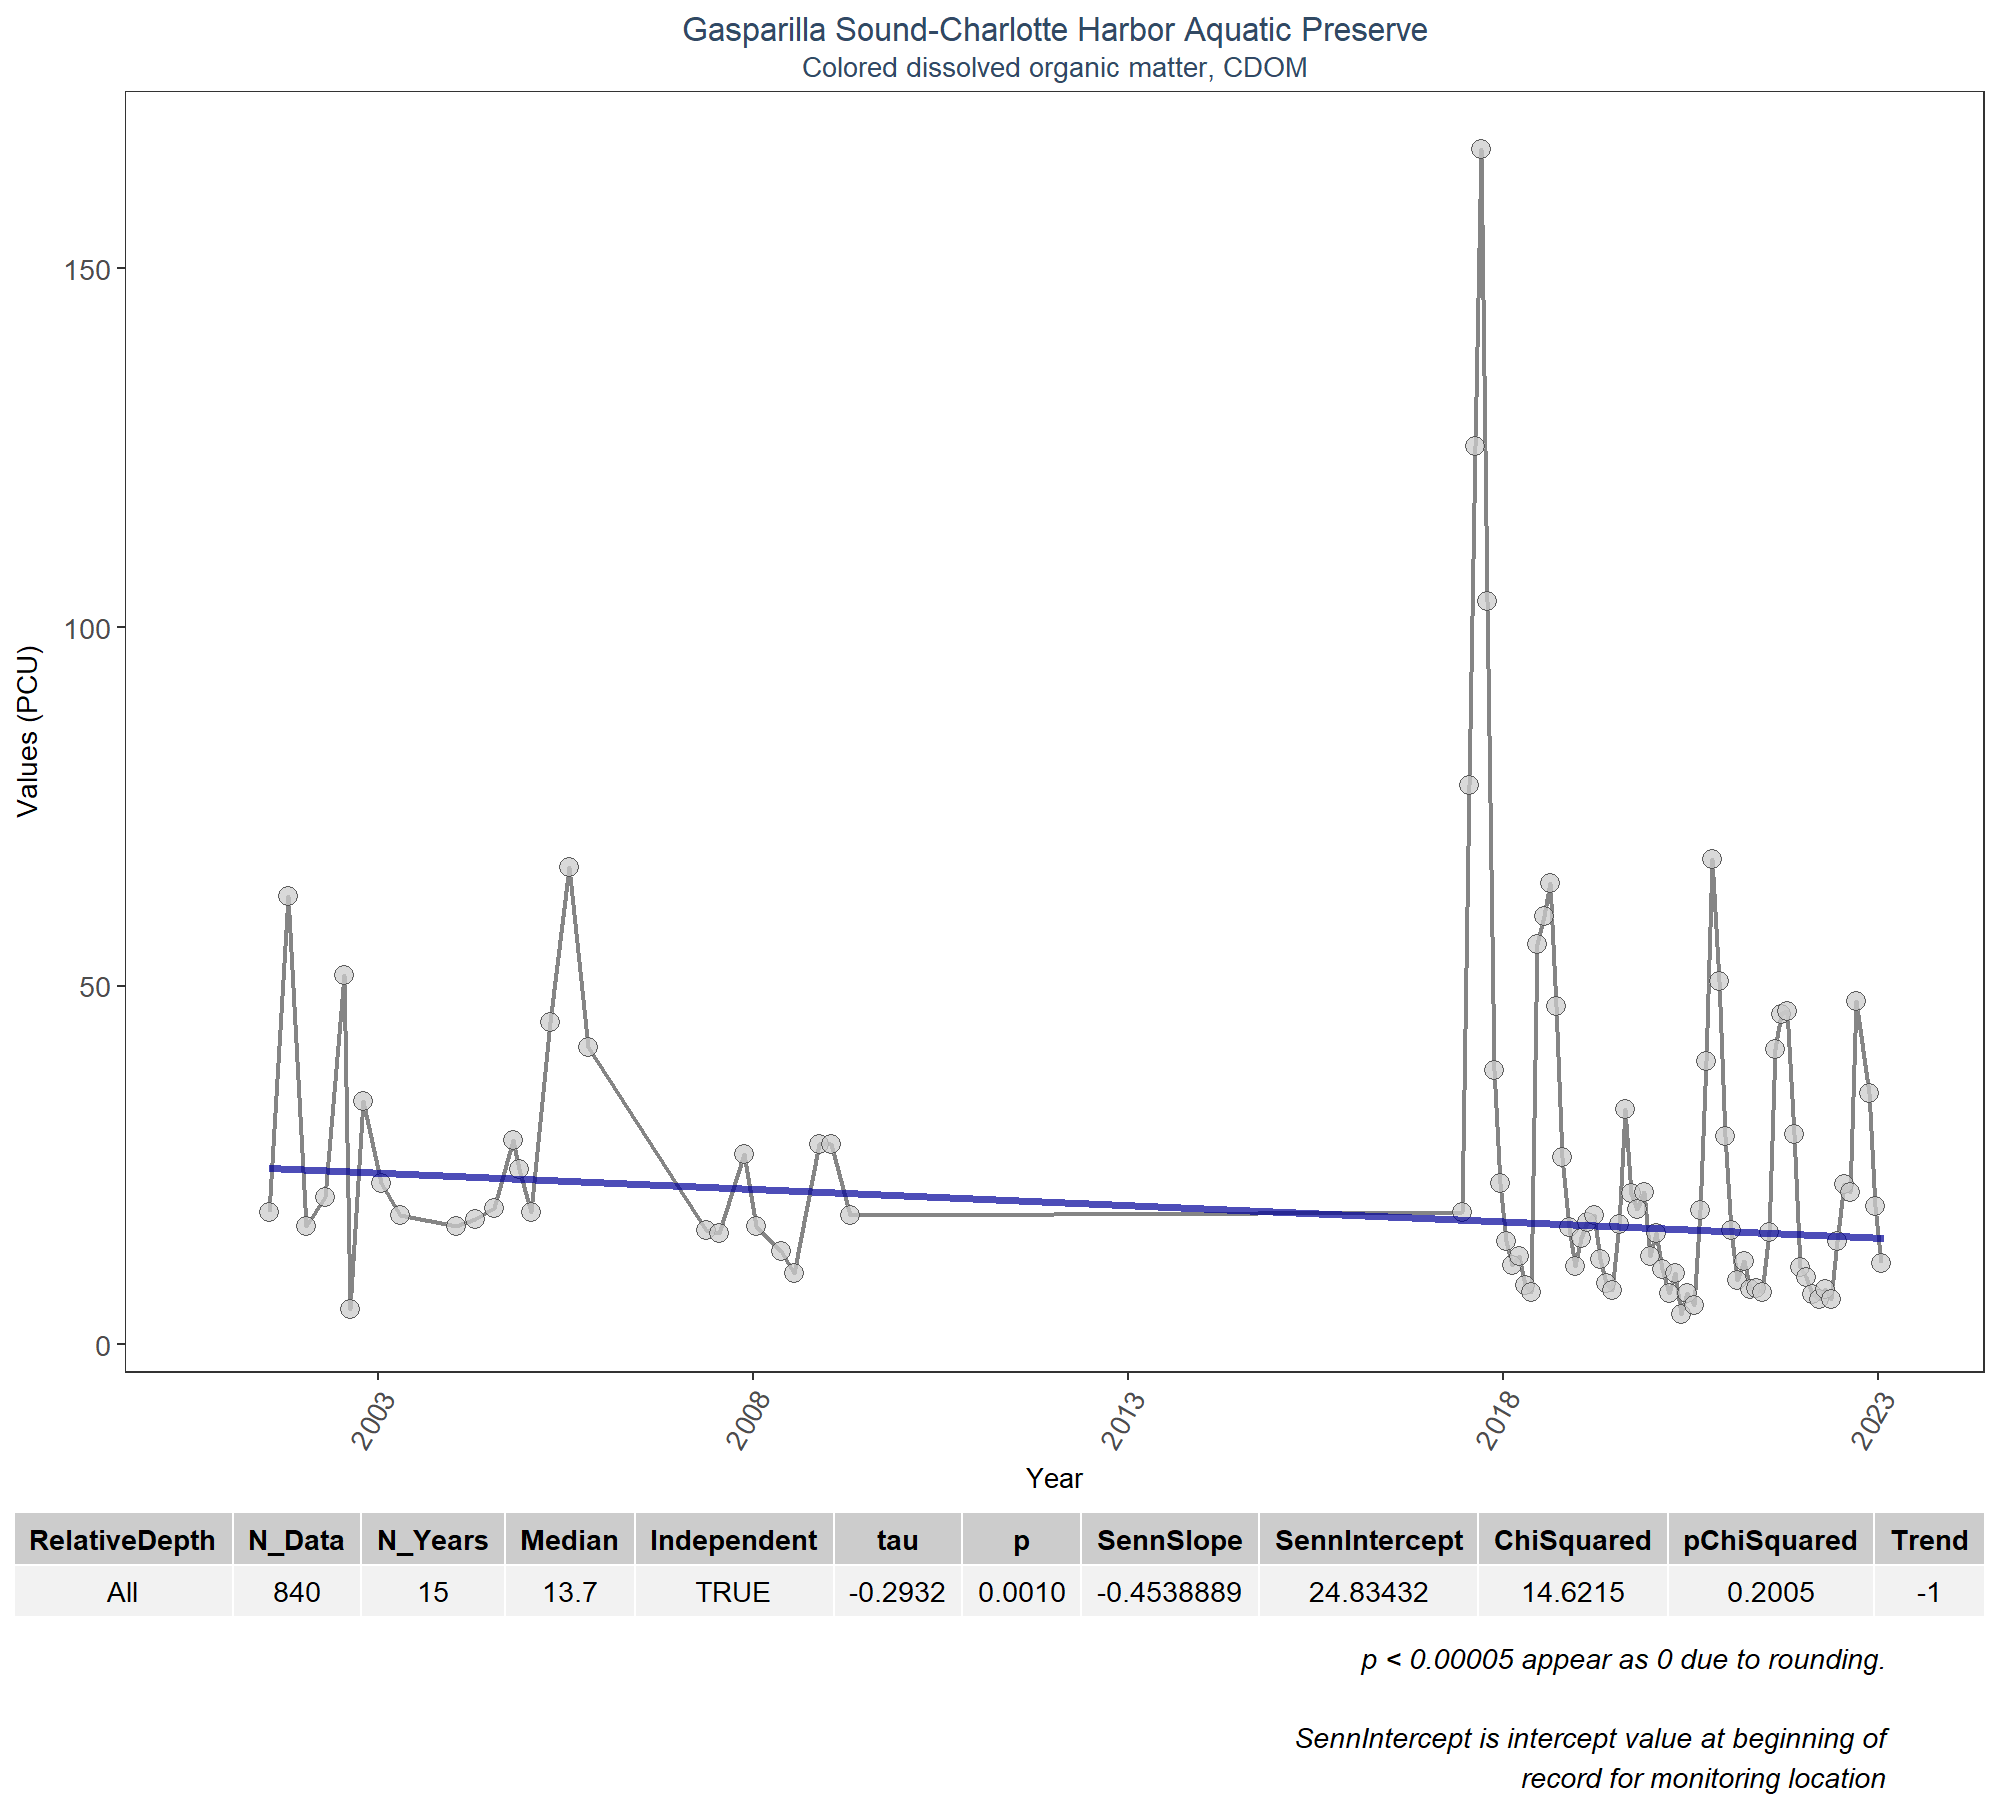 Gasparilla Sound-Charlotte Harbor Aquatic Preserve
Colored dissolved organic matter, CDOM
Values (PCU)
150
100
50
0
2003 2008 2013 2018 2023
Year
RelativeDepth N_Data N_Years Median Independent tau p SennSlope SennIntercept ChiSquared pChiSquared Trend
All 840 15 13.7 TRUE -0.2932 0.0010 -0.4538889 24.83432 14.6215 0.2005 -1
p < 0.00005 appear as 0 due to rounding.
SennIntercept is intercept value at beginning of
record for monitoring location